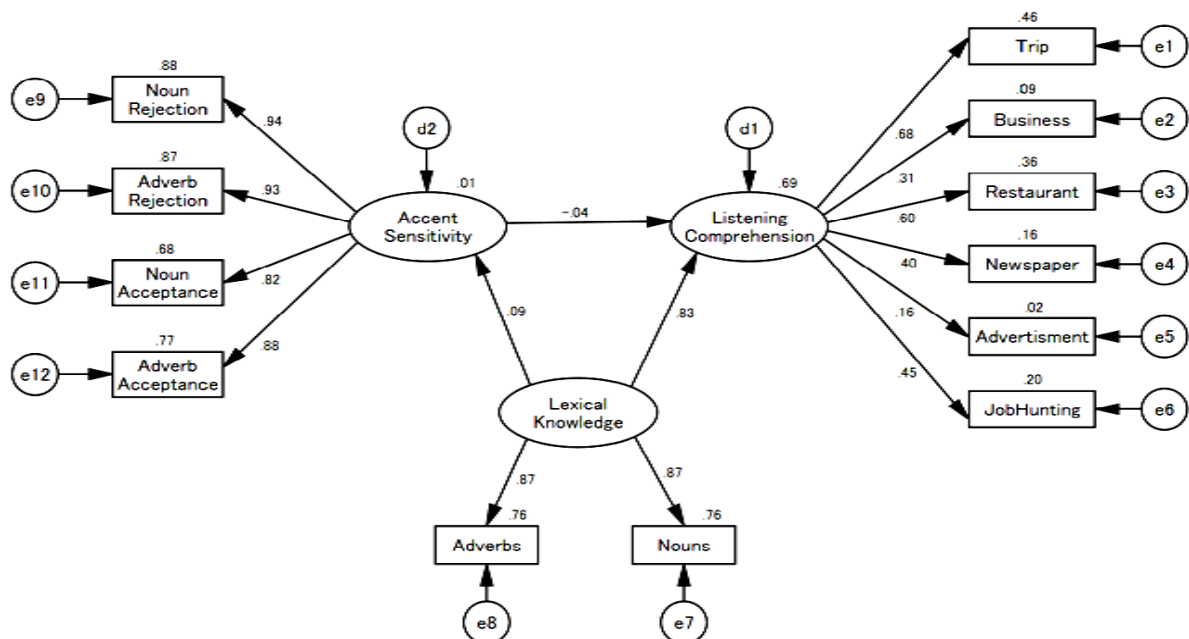 .46
Trip
e1
.88
Noun
Rejection
e9
.94
d2
d1
.09
Business
e2
.68
.87
Adverb
Rejection
e10
.93
.01
Accent
Sensitivity
-.04
.69
Listening
Comprehension
.31
.36
Restaurant
e3
.60
.68
Noun
Acceptance
e11
.82
.16
Newspaper
e4
.40
.09
.83
.16
.02
Advertisment
e5
.77
Adverb
Acceptance
e12
.88
.45
.20
JobHunting
e6
Lexical
Knowledge
.87
.87
.76
Adverbs
.76
Nouns
e8
e7